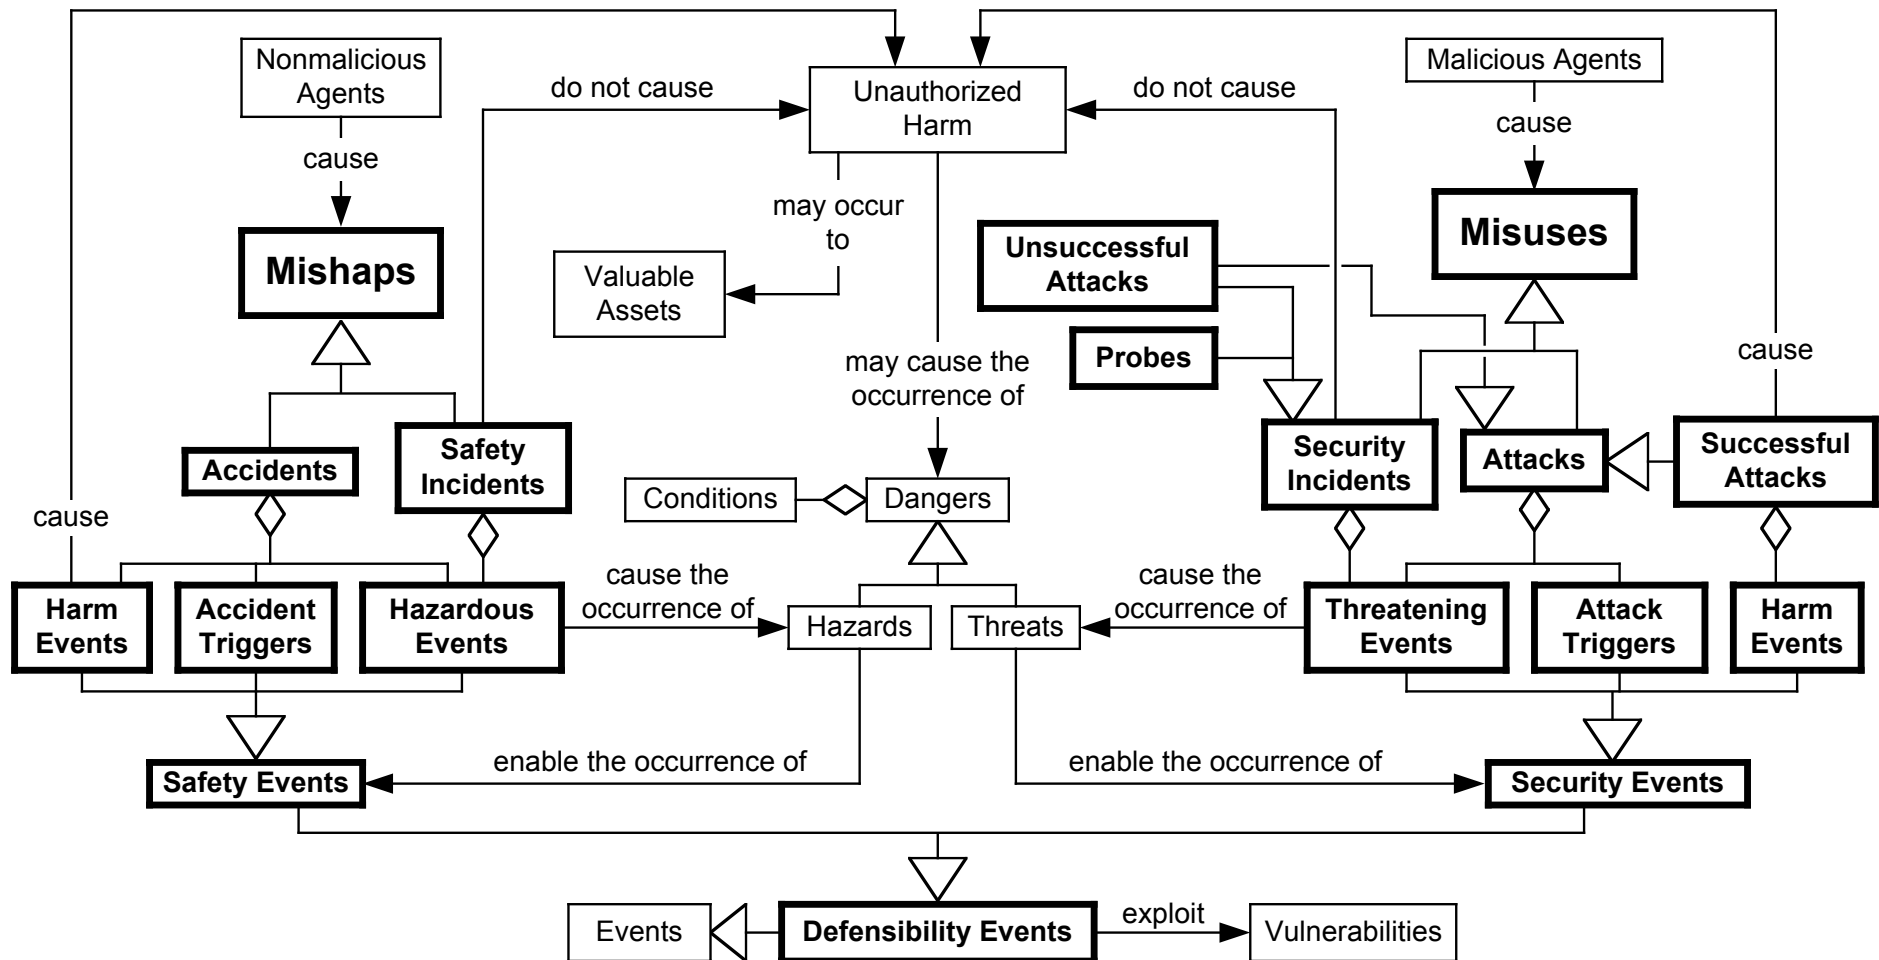 Nonmalicious
Agents
cause
Mishaps
do not cause
Unauthorized
Harm
do not cause
Malicious Agents
cause
Misuses
may occur
to
Valuable
Assets
Unsuccessful
Attacks
Probes
may cause the
occurrence of
cause
Accidents
Safety
Incidents
Conditions
Dangers
Security
Incidents
Attacks
Successful
Attacks
cause
Harm
Events
Accident
Triggers
Hazardous
Events
cause the
occurrence of
Hazards
Threats
cause the
occurrence of
Threatening
Events
Attack
Triggers
Harm
Events
Safety Events
enable the occurrence of
enable the occurrence of
Security Events
Events
Defensibility Events
exploit
Vulnerabilities